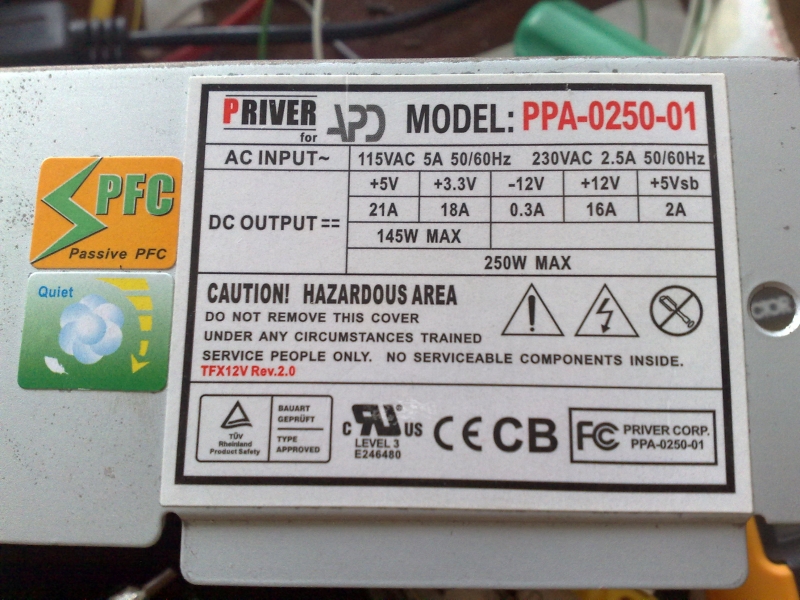 PRIVER for APD MODEL: PPA-0250-01
AC INPUT~ 115VAC 5A 50/60Hz 230VAC 2.5A 50/60Hz
DC OUTPUT == +5V +3.3V -12V +12V +5Vsb
21A 18A 0.3A 16A 2A
145W MAX
250W MAX
SPFC
Passive PFC
Quiet
CAUTION! HAZARDOUS AREA
DO NOT REMOVE THIS COVER
UNDER ANY CIRCUMSTANCES TRAINED
SERVICE PEOPLE ONLY. NO SERVICEABLE COMPONENTS INSIDE.
TFX12V Rev.2.0
TÜV
Rheinland
Product Safety
BAUART
GEPRÜFT
TYPE
APPROVED
c RU US
LEVEL 3
E246480
CE CB
FC PRIVER CORP.
PPA-0250-01